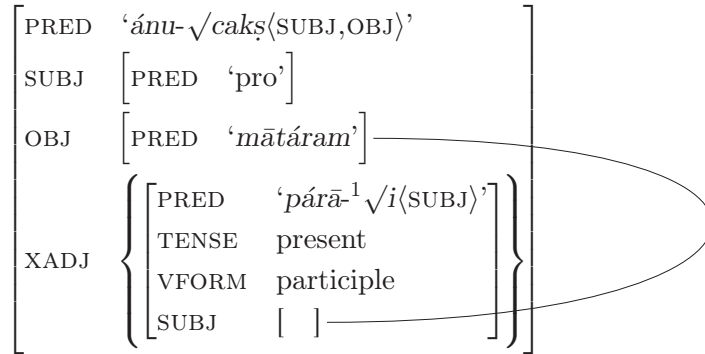 PRED ‘ánu-√cakṣ⟨SUBJ,OBJ⟩’
SUBJ [PRED ‘pro’]
OBJ [PRED ‘mātáram’]
XADJ { [PRED ‘párā-¹√i⟨SUBJ⟩’
TENSE present
VFORM participle
SUBJ [ ] ] }